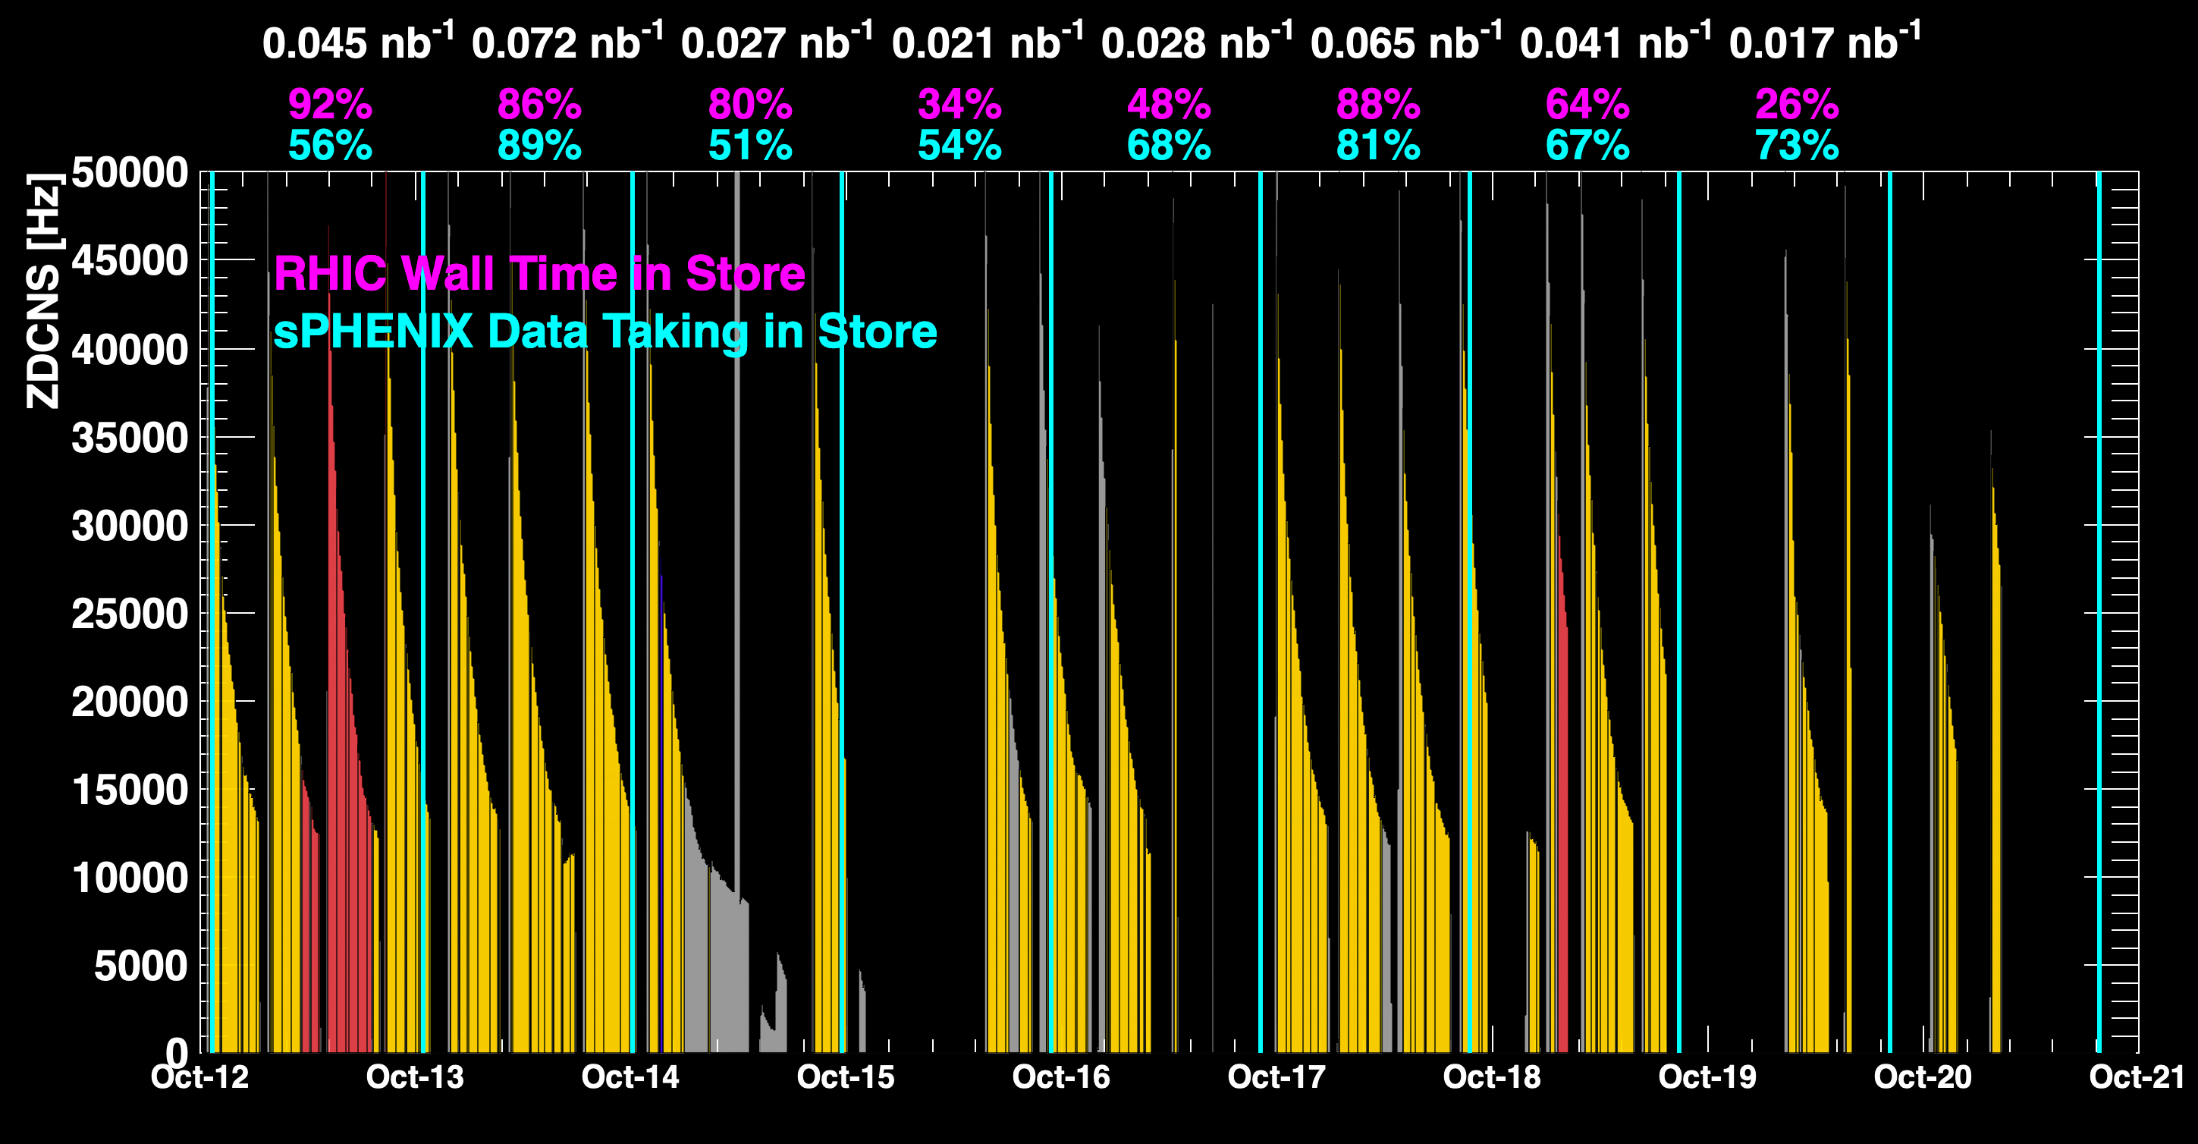 0.045 nb-1 0.072 nb-1 0.027 nb-1 0.021 nb-1 0.028 nb-1 0.065 nb-1 0.041 nb-1 0.017 nb-1
92% 86% 80% 34% 48% 88% 64% 26%
56% 89% 51% 54% 68% 81% 67% 73%
ZDCNS [Hz]
50000
45000
RHIC Wall Time in Store
sPHENIX Data Taking in Store
40000
35000
30000
25000
20000
15000
10000
5000
0
Oct-12 Oct-13 Oct-14 Oct-15 Oct-16 Oct-17 Oct-18 Oct-19 Oct-20 Oct-21